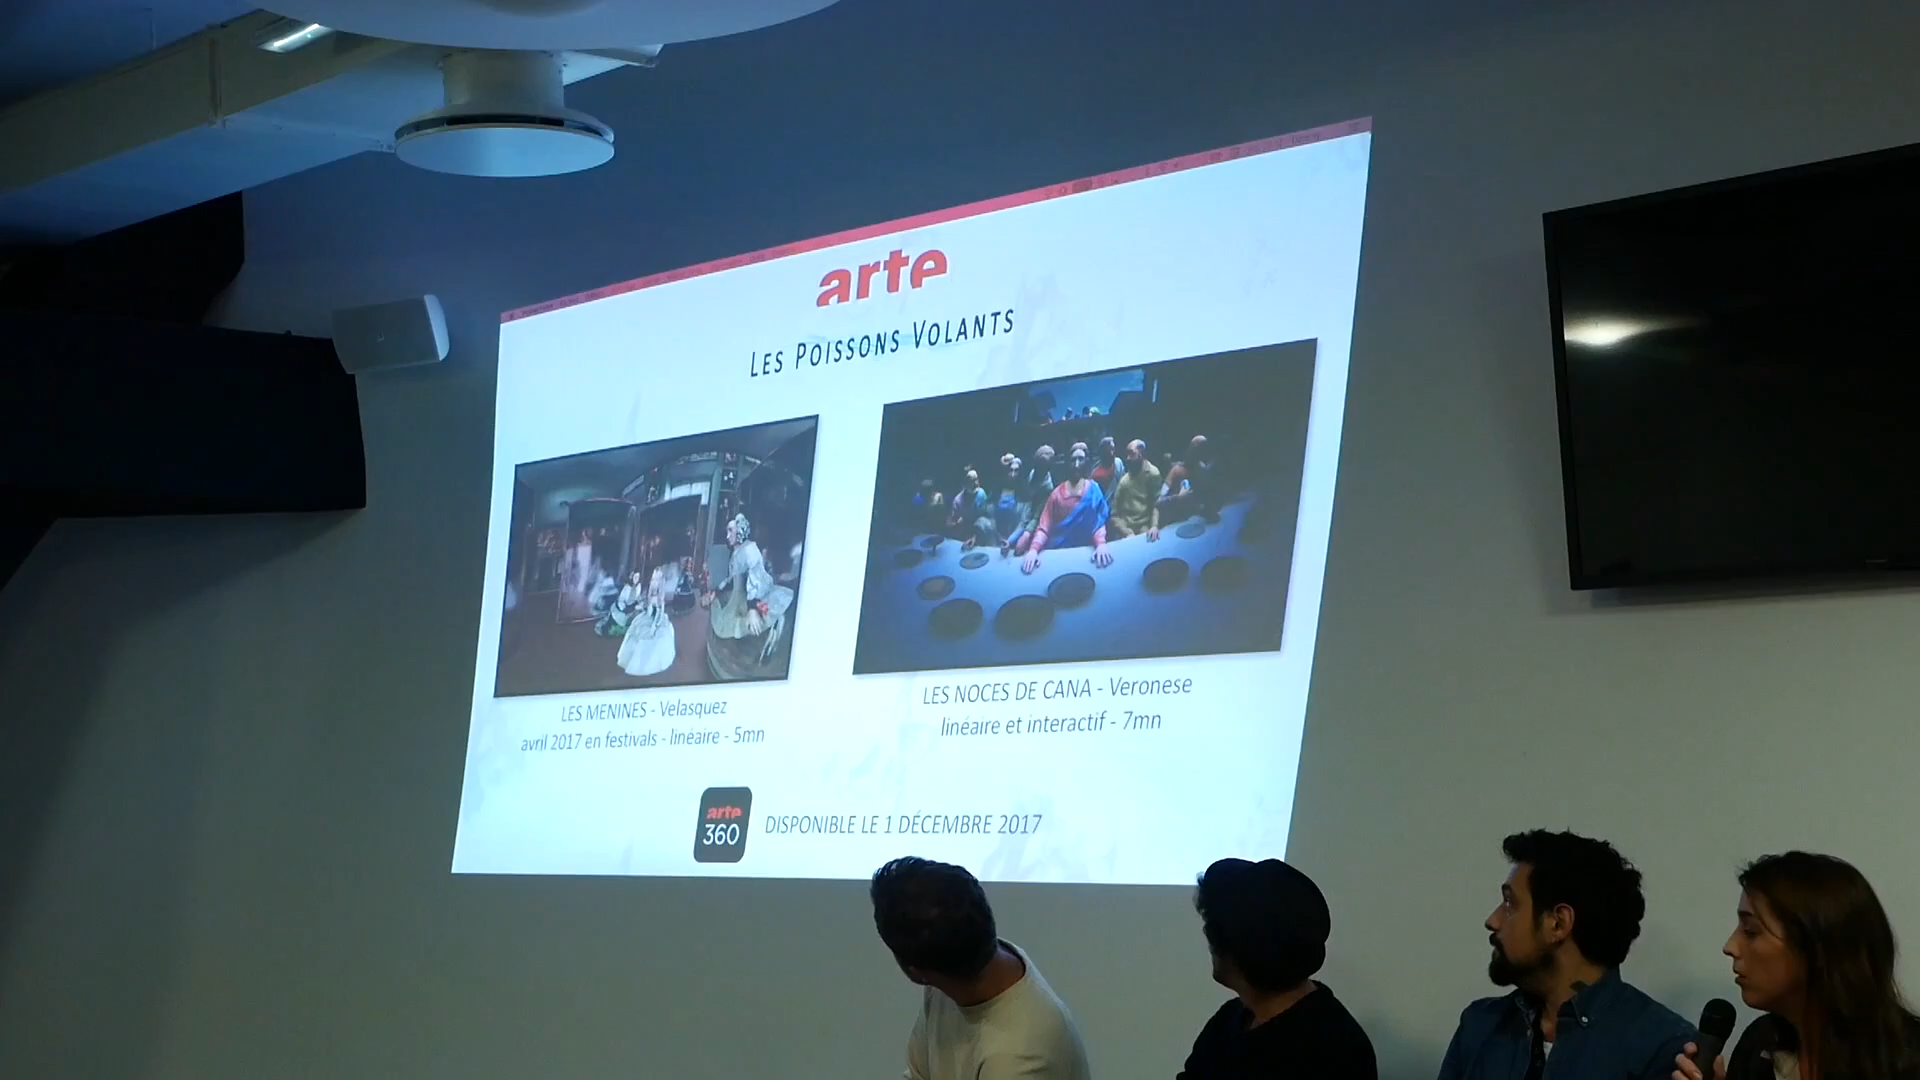 arte
LES POISSONS VOLANTS
LES MENINES - Velasquez
avril 2017 en festivals - linéaire - 5mn
LES NOCES DE CANA - Veronese
linéaire et interactif - 7mn
arte
360
DISPONIBLE LE 1 DÉCEMBRE 2017